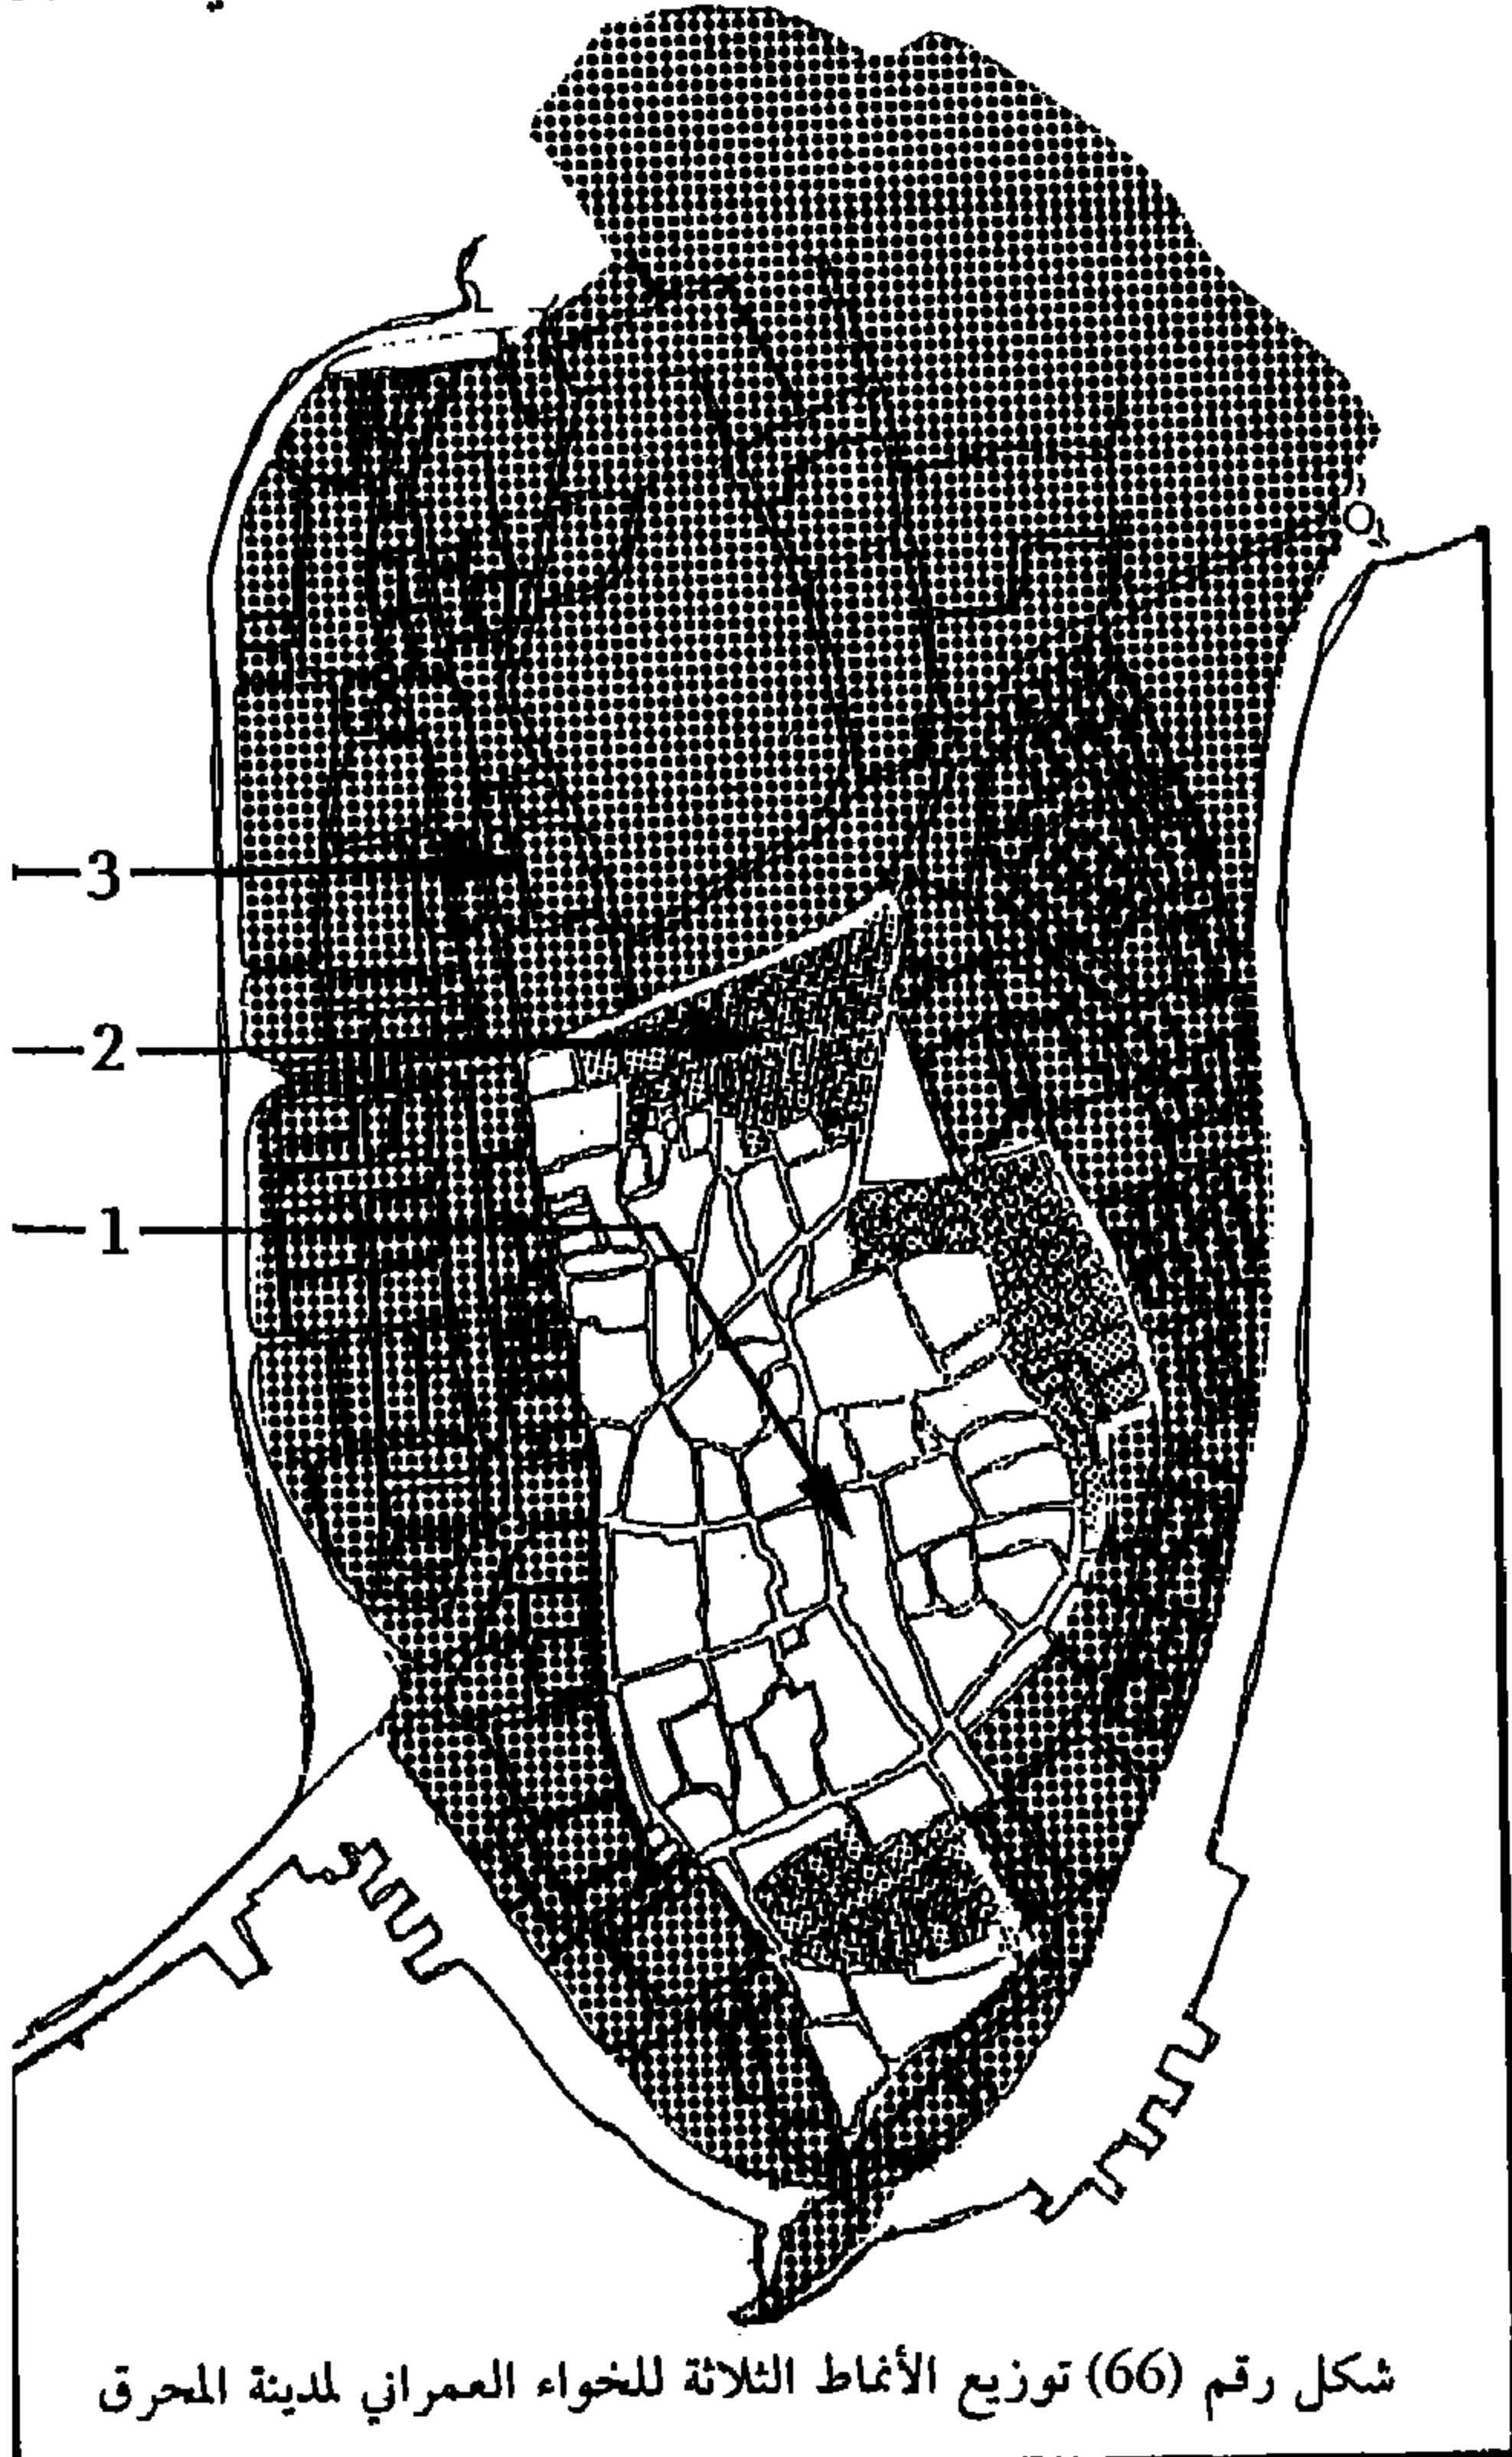 3
2
1
شكل رقم (66) توزيع الأنماط الثلاثة للخواء العمراني لمدينة المحرق